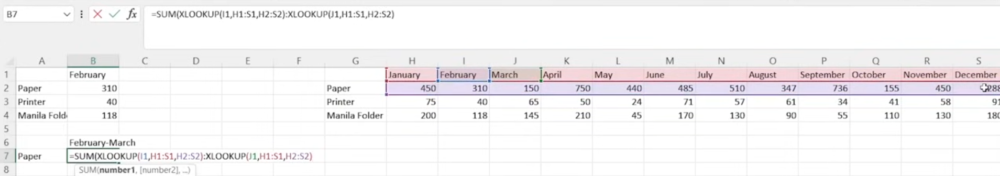 B7 fx =SUM(XLOOKUP(I1,H1:S1,H2:S2):XLOOKUP(J1,H1:S1,H2:S2)
A B C D E F G H I J K L M N O P Q R S
1 February January February March April May June July August September October November December
2 Paper 310 Paper 450 310 150 750 440 485 510 347 736 155 450 288
3 Printer 40 Printer 75 40 65 50 24 71 57 61 34 41 58 91
4 Manila Fold 118 Manila Folder 200 118 145 210 45 170 130 90 55 110 130 180
5
6 February-March
7 Paper =SUM(XLOOKUP(I1,H1:S1,H2:S2):XLOOKUP(J1,H1:S1,H2:S2)
8 SUM(number1, [number2], ...)